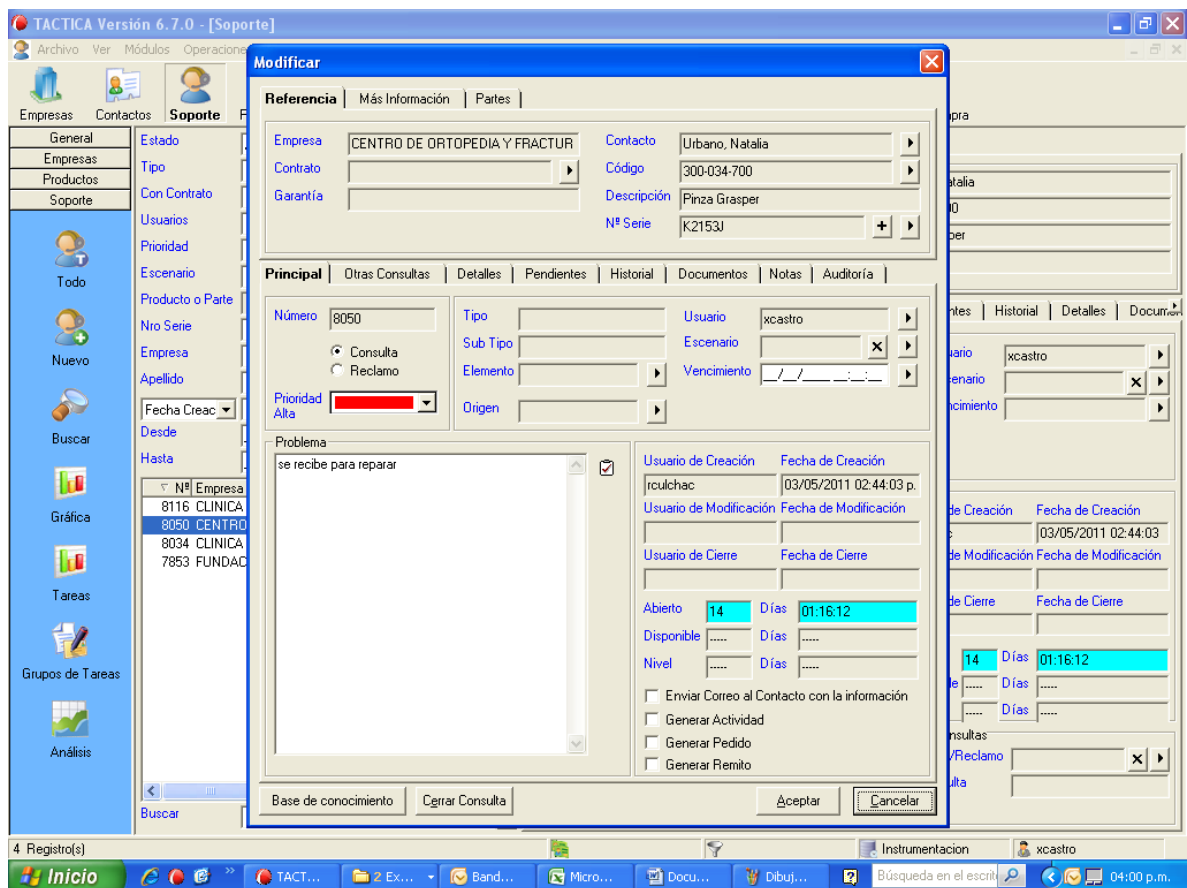 TACTICA Versión 6.7.0 - [Soporte]
Archivo Ver Módulos Operacione
Empresas Contactos Soporte F
pra
General
Empresas
Productos
Soporte
Todo
Nuevo
Buscar
Gráfica
Tareas
Grupos de Tareas
Análisis
Estado
Tipo
Con Contrato
Usuarios
Prioridad
Escenario
Producto o Parte
Nro Serie
Empresa
Apellido
Fecha Creac
Desde
Hasta
Nº Empresa
8116 CLINICA
8050 CENTRO
8034 CLINICA
7853 FUNDAC
Buscar
Modificar
Referencia Más Información Partes
Empresa CENTRO DE ORTOPEDIA Y FRACTUR Contacto Urbano, Natalia
Contrato Código 300-034-700
Garantía Descripción Pinza Grasper
Nº Serie K2153J +
Principal Otras Consultas Detalles Pendientes Historial Documentos Notas Auditoría
Número 8050 Tipo Usuario xcastro
Consulta Sub Tipo Escenario
Reclamo Elemento Vencimiento __/__/____ __:__:__
Prioridad
Alta Origen
Problema
se recibe para reparar
Usuario de Creación Fecha de Creación
rculchac 03/05/2011 02:44:03 p.
Usuario de Modificación Fecha de Modificación
Usuario de Cierre Fecha de Cierre
Abierto 14 Días 01:16:12
Disponible ----- Días -----
Nivel ----- Días -----
Enviar Correo al Contacto con la información
Generar Actividad
Generar Pedido
Generar Remito
Base de conocimiento Cerrar Consulta Aceptar Cancelar
atalia
00
per
ntes Historial Detalles Docum
uario xcastro
enario
ncimiento
de Creación Fecha de Creación
03/05/2011 02:44:03
de Modificación Fecha de Modificación
de Cierre Fecha de Cierre
14 Días 01:16:12
le ----- Días -----
----- Días -----
nsultas
/Reclamo
ulta
4 Registro(s) Instrumentacion xcastro
Inicio TACT... 2 Ex... Band... Micro... Docu... Dibuj... Búsqueda en el escrit 04:00 p.m.